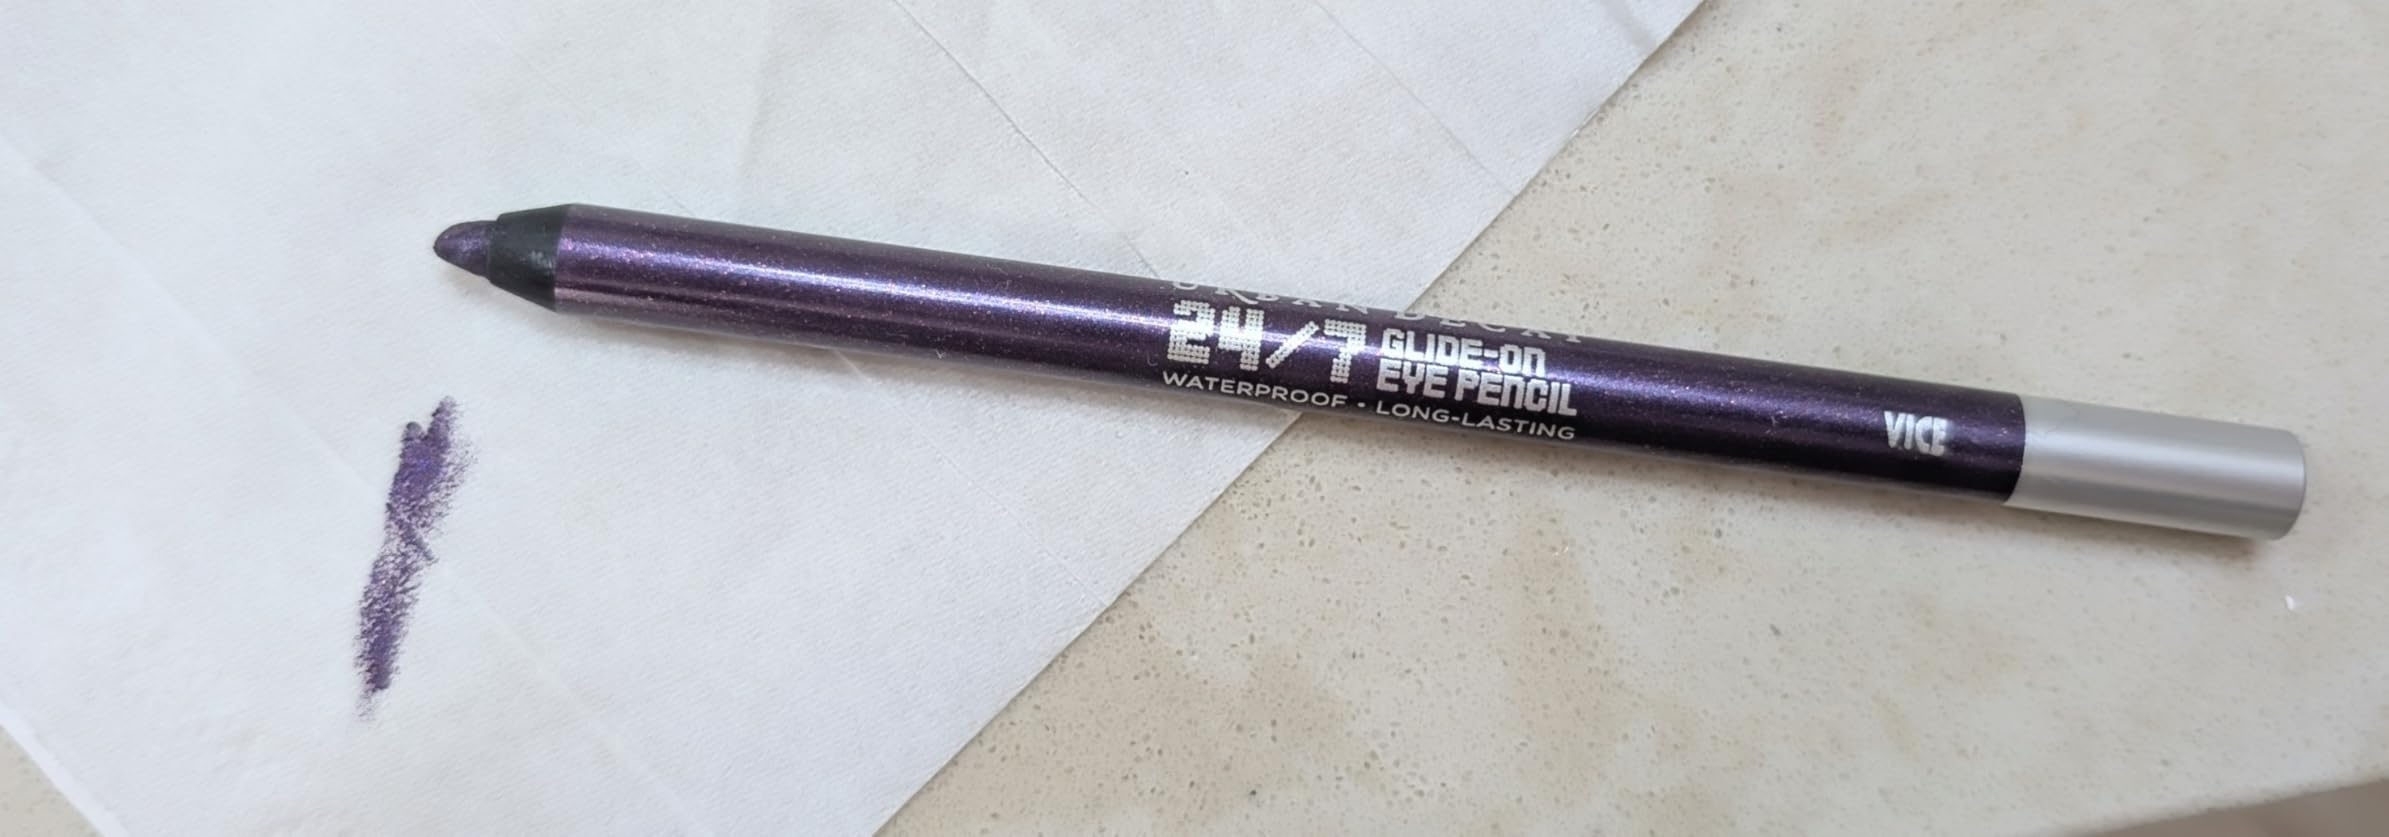 URBAN DECAY
24/7 GLIDE-ON
EYE PENCIL
WATERPROOF • LONG-LASTING
VICE